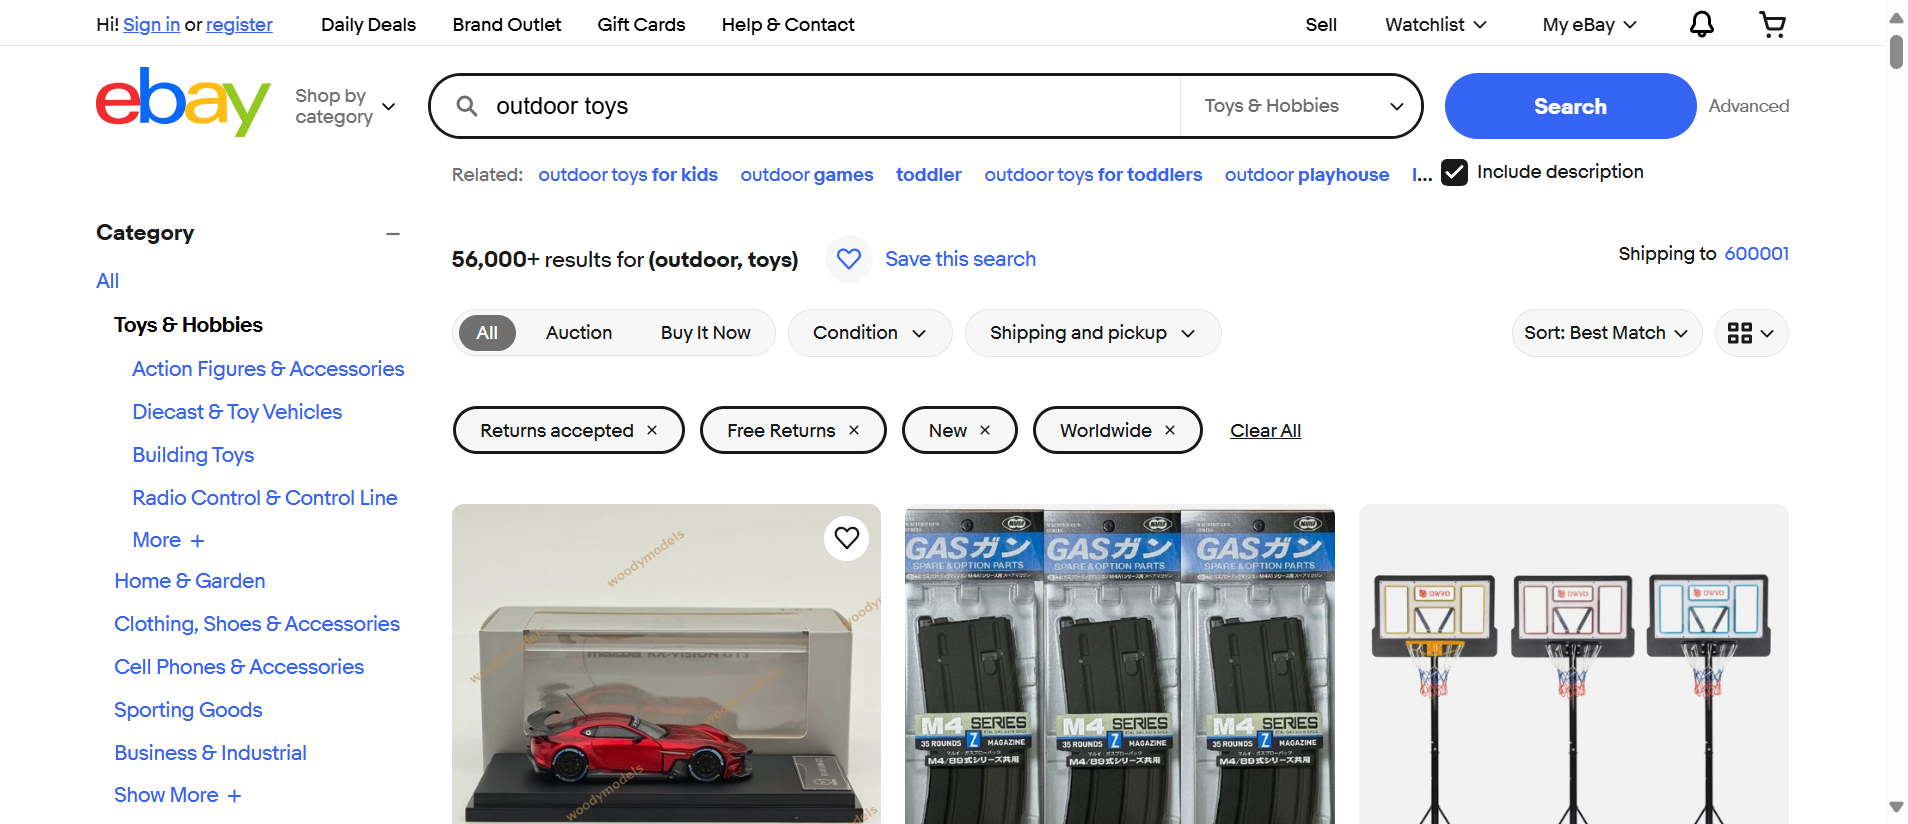 Hi! Sign in or register
Daily Deals
Brand Outlet
Gift Cards
Help & Contact
Sell
Watchlist
My eBay
ebay
Shop by
category
outdoor toys
Toys & Hobbies
Search
Advanced
Related: outdoor toys for kids outdoor games toddler outdoor toys for toddlers outdoor playhouse l...
Include description
Category
All
Toys & Hobbies
Action Figures & Accessories
Diecast & Toy Vehicles
Building Toys
Radio Control & Control Line
More +
Home & Garden
Clothing, Shoes & Accessories
Cell Phones & Accessories
Sporting Goods
Business & Industrial
Show More +
56,000+ results for (outdoor, toys)
Save this search
Shipping to 600001
All
Auction
Buy It Now
Condition
Shipping and pickup
Sort: Best Match
Returns accepted ×
Free Returns ×
New ×
Worldwide ×
Clear All
woodymodels
woodymodels
woodymodels
GASガン GASガン GASガン
SPARE & OPTION PARTS SPARE & OPTION PARTS SPARE & OPTION PARTS
M4 SERIES M4 SERIES M4 SERIES
35 ROUNDS Z MAGAZINE 35 ROUNDS Z MAGAZINE 35 ROUNDS Z MAGAZINE
M4/89式シリーズ共用 M4/89式シリーズ共用 M4/89式シリーズ共用
DWVO DWVO DWVO